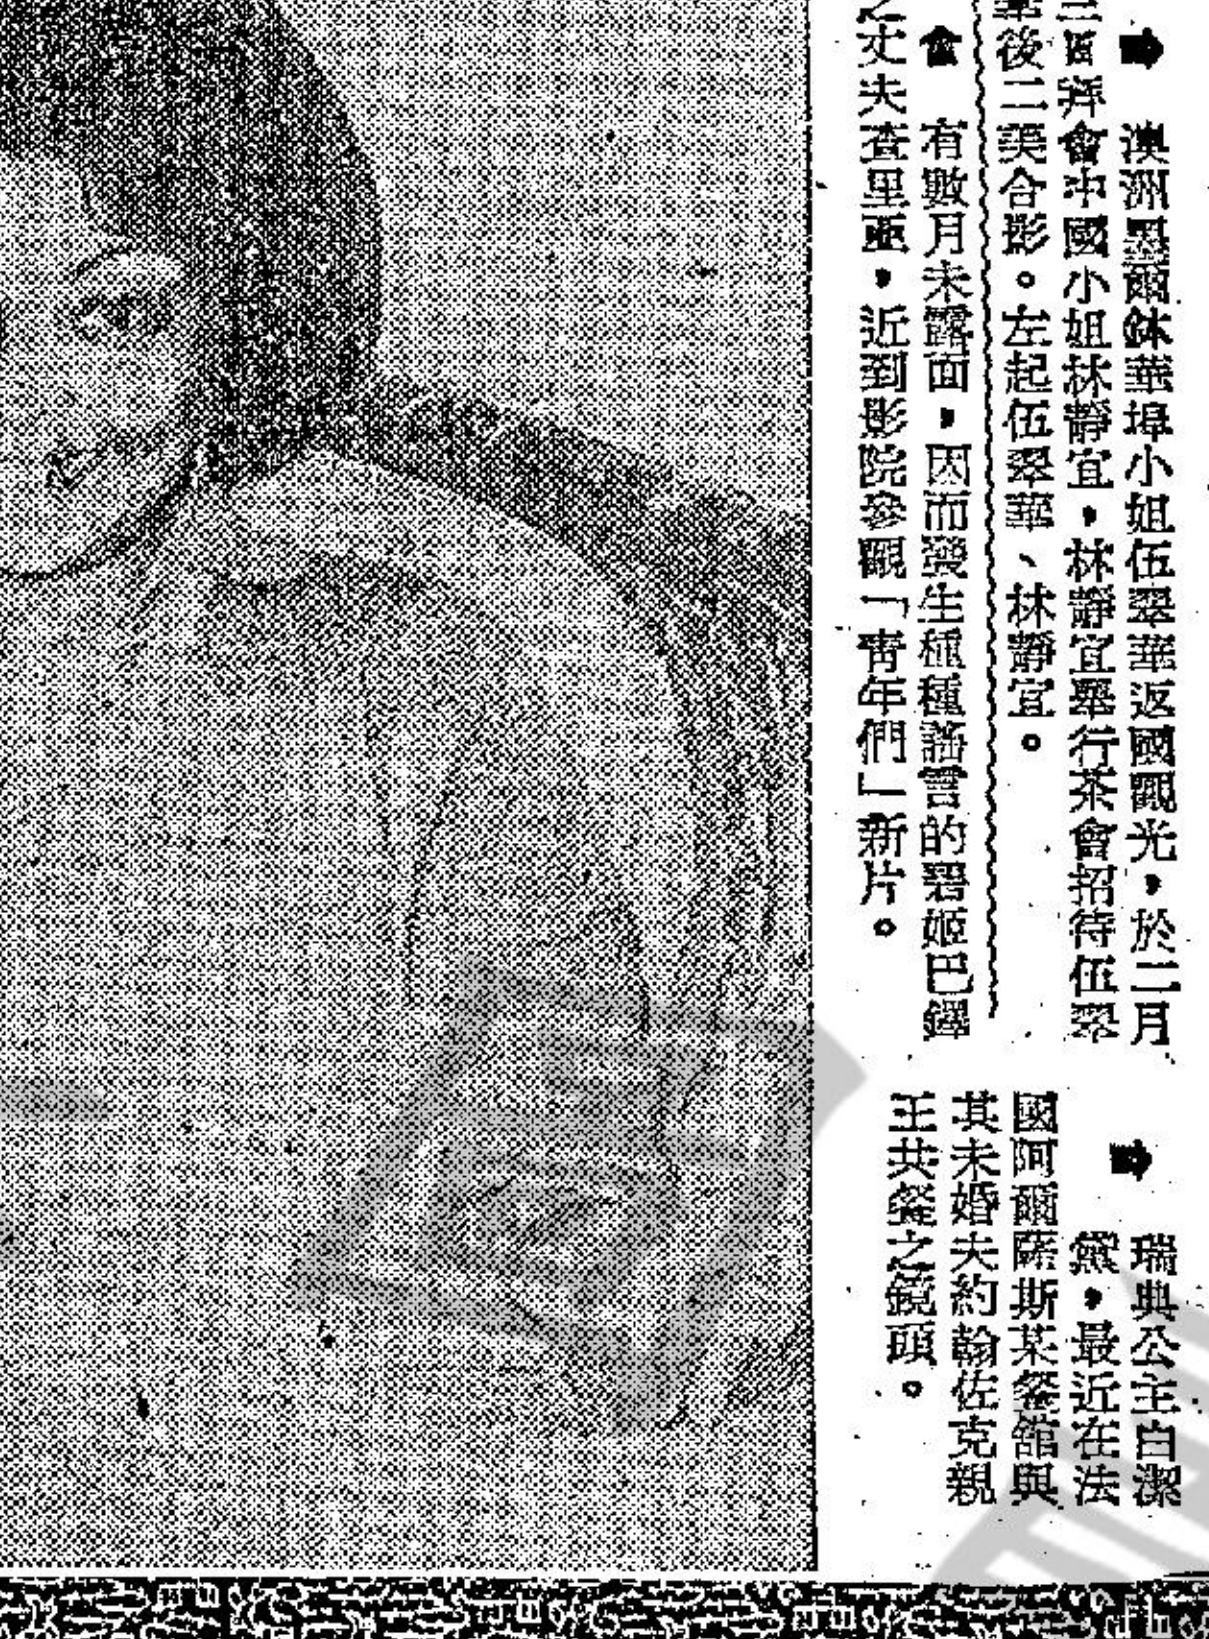 澳洲墨爾鉢華埠小姐伍翠華返國觀光，於二月
三日拜會中國小姐林靜宜，林靜宜舉行茶會招待伍翠
華後二美合影。左起伍翠華、林靜宜。
有數月未露面，因而發生種種謠言的碧姬巴鐸
之丈夫查里亞，近到影院參觀「青年們」新片。
瑞典公主白潔
黛，最近在法
國阿爾薩斯某餐館與
其未婚夫約翰佐克親
王共餐之鏡頭。